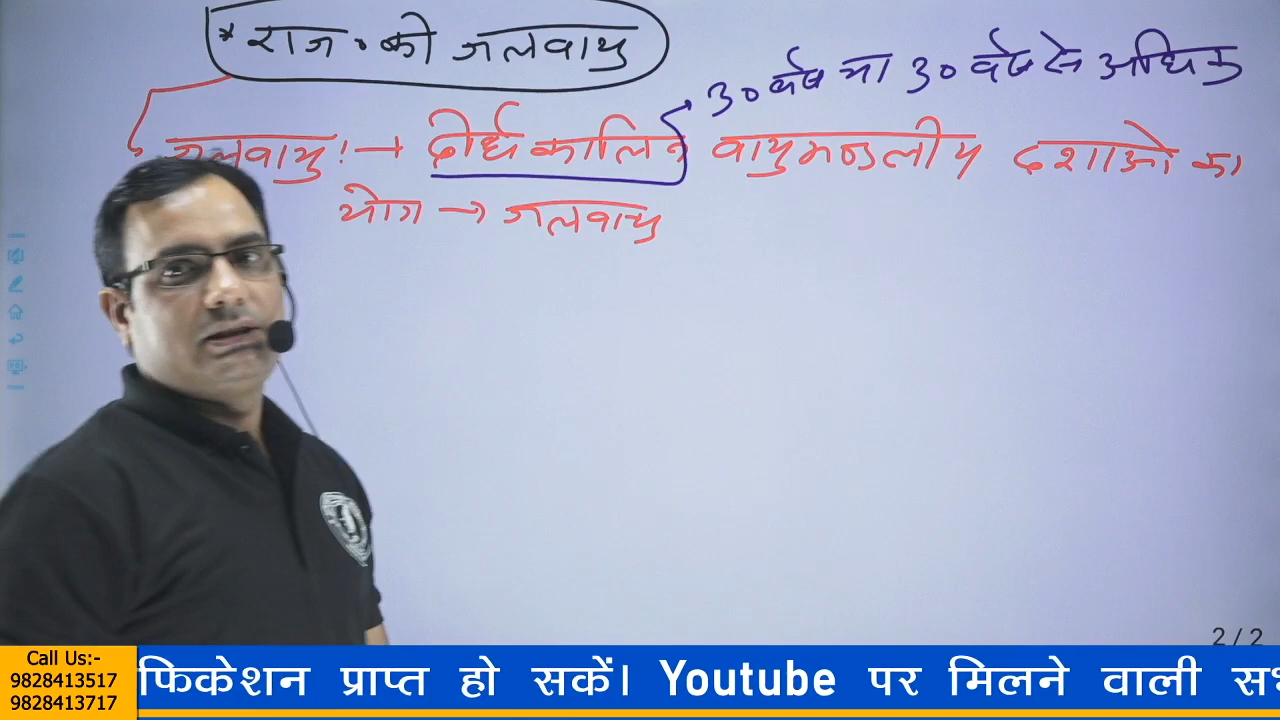 * राज॰ की जलवायु
30 वर्ष या 30 वर्ष से अधिक
जलवायु:→ दीर्घकालिन वायुमण्डलीय दशाओ का
योग → जलवायु
2/2
Call Us:-
9828413517
9828413717
फिकेशन प्राप्त हो सकें। Youtube पर मिलने वाली सभ